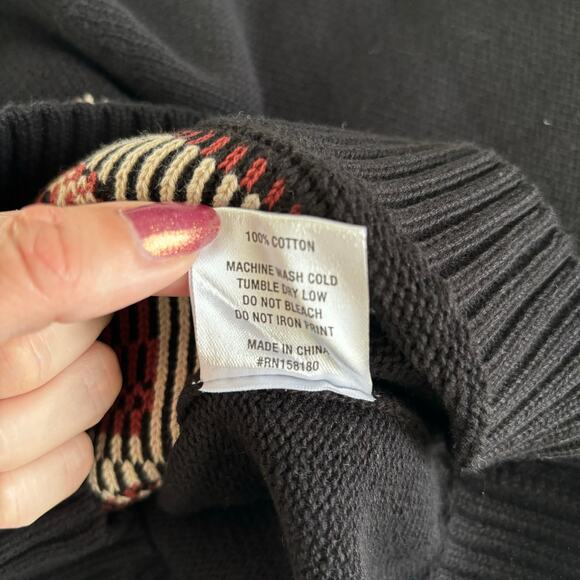 100% COTTON
MACHINE WASH COLD
TUMBLE DRY LOW
DO NOT BLEACH
DO NOT IRON PRINT
MADE IN CHINA
#RN158180